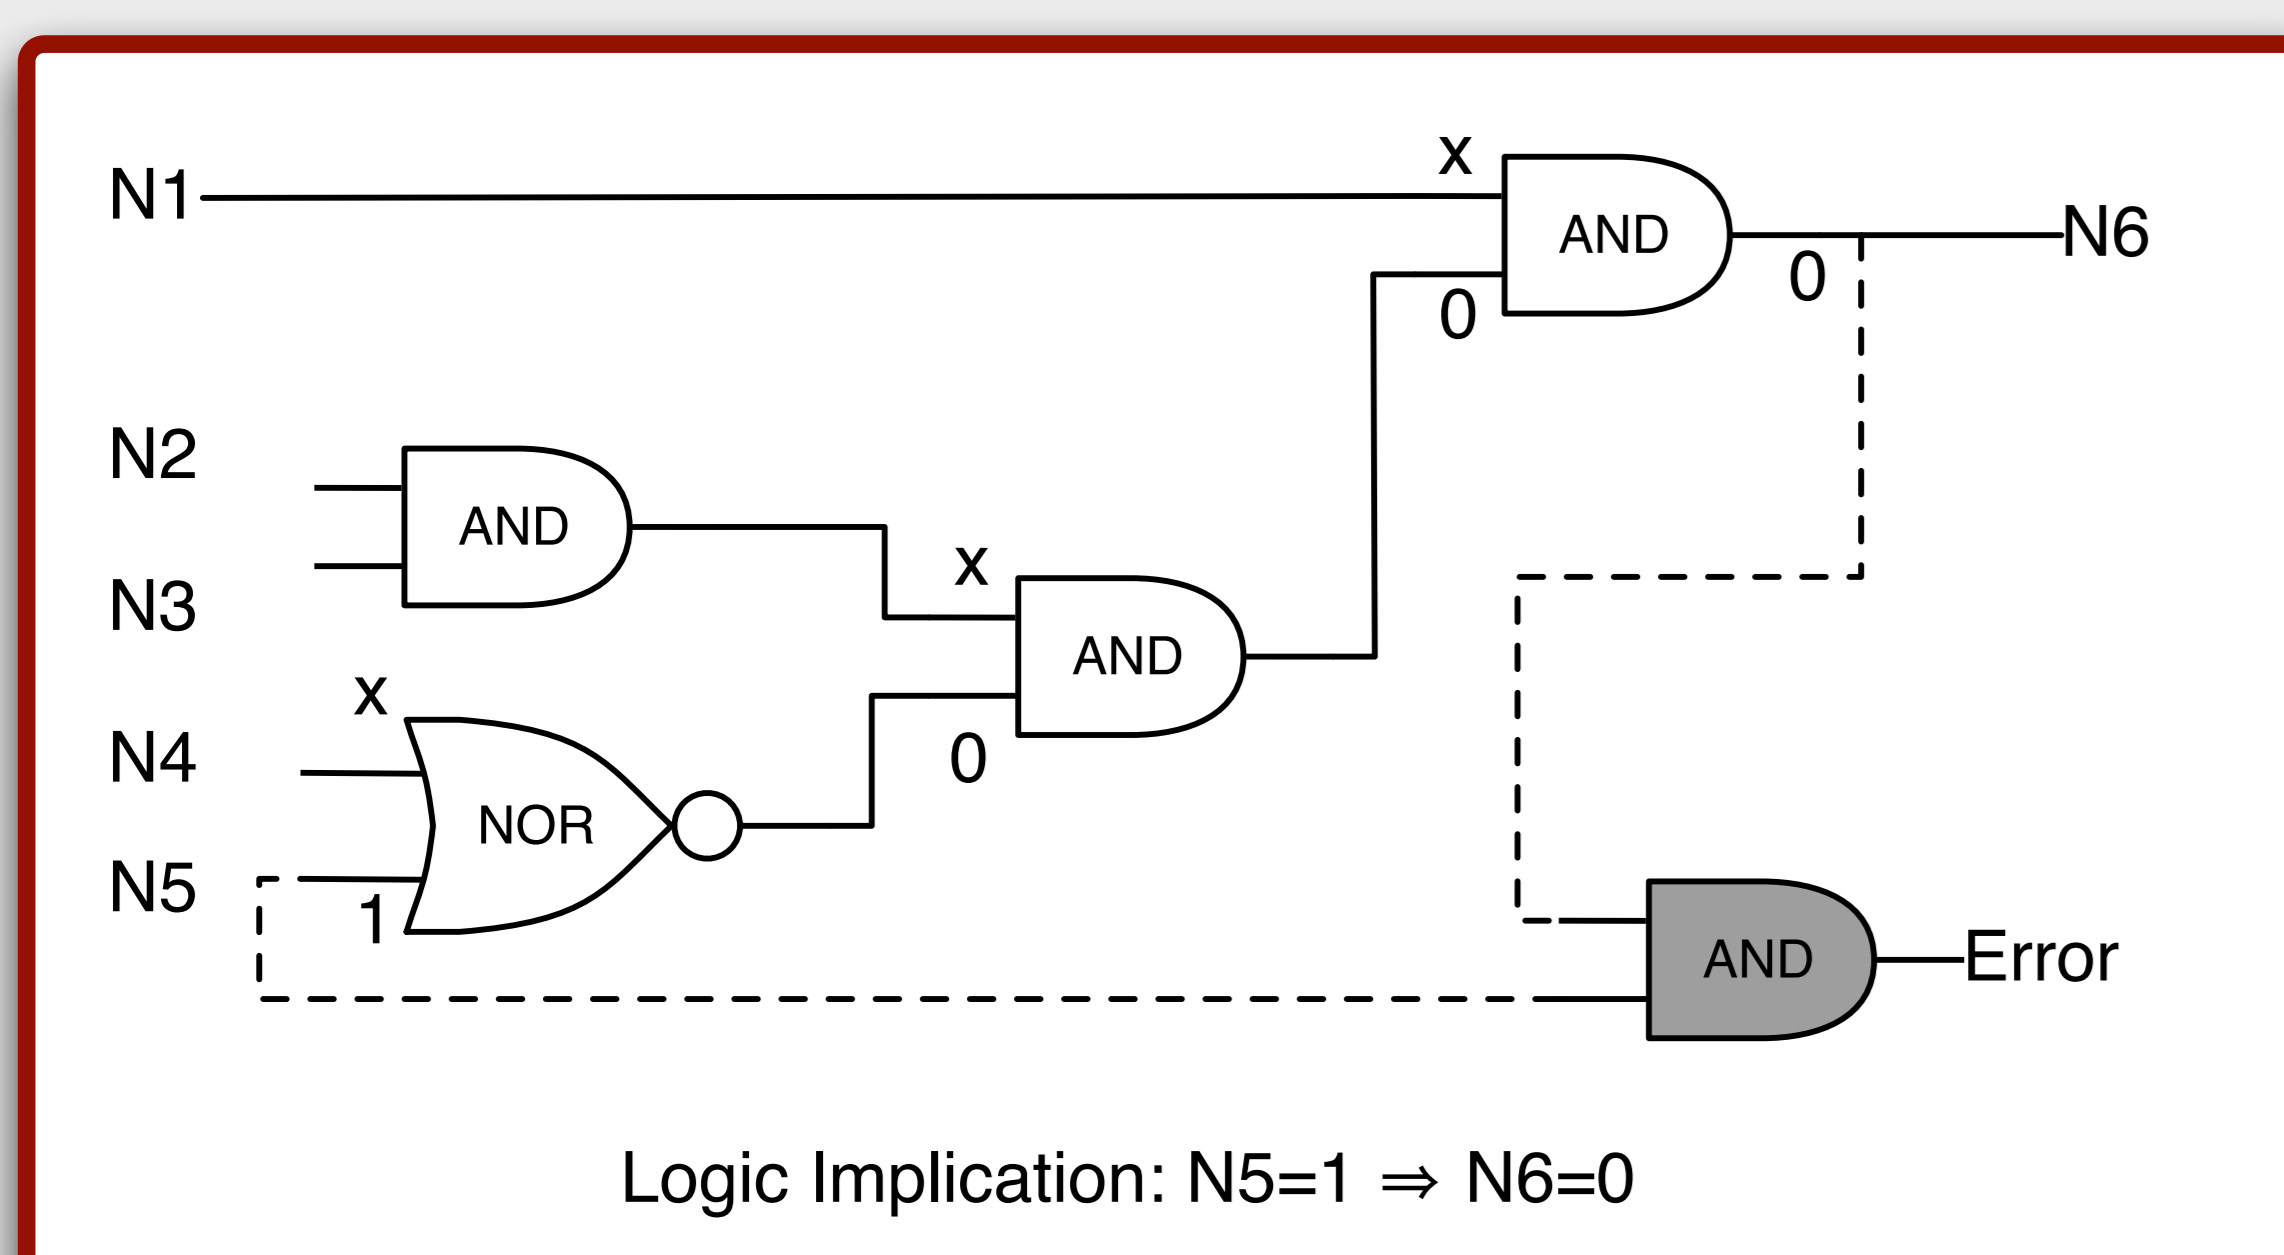 N1
x
AND
0
0
N6
N2
AND
N3
x
AND
0
x
N4
NOR
N5
1
AND
Error
Logic Implication: N5=1 ⇒ N6=0